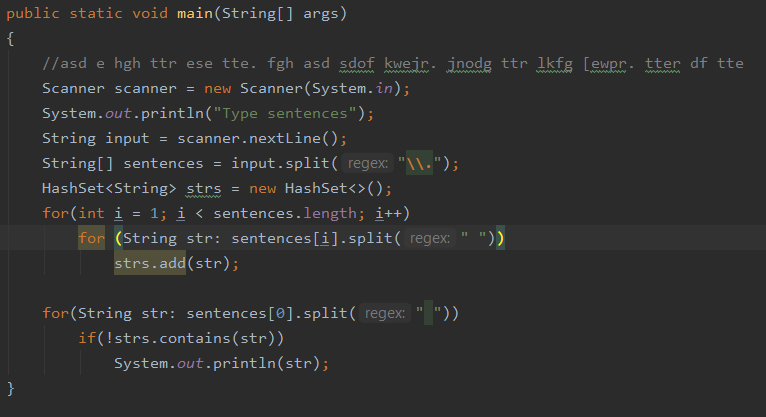 public static void main(String[] args)
{
//asd e hgh ttr ese tte. fgh asd sdof kwejr. jnodg ttr lkfg [ewpr. tter df tte
Scanner scanner = new Scanner(System.in);
System.out.println("Type sentences");
String input = scanner.nextLine();
String[] sentences = input.split( regex: "\\.");
HashSet<String> strs = new HashSet<>();
for(int i = 1; i < sentences.length; i++)
for (String str: sentences[i].split( regex: " "))
strs.add(str);
for(String str: sentences[0].split( regex: " "))
if(!strs.contains(str))
System.out.println(str);
}